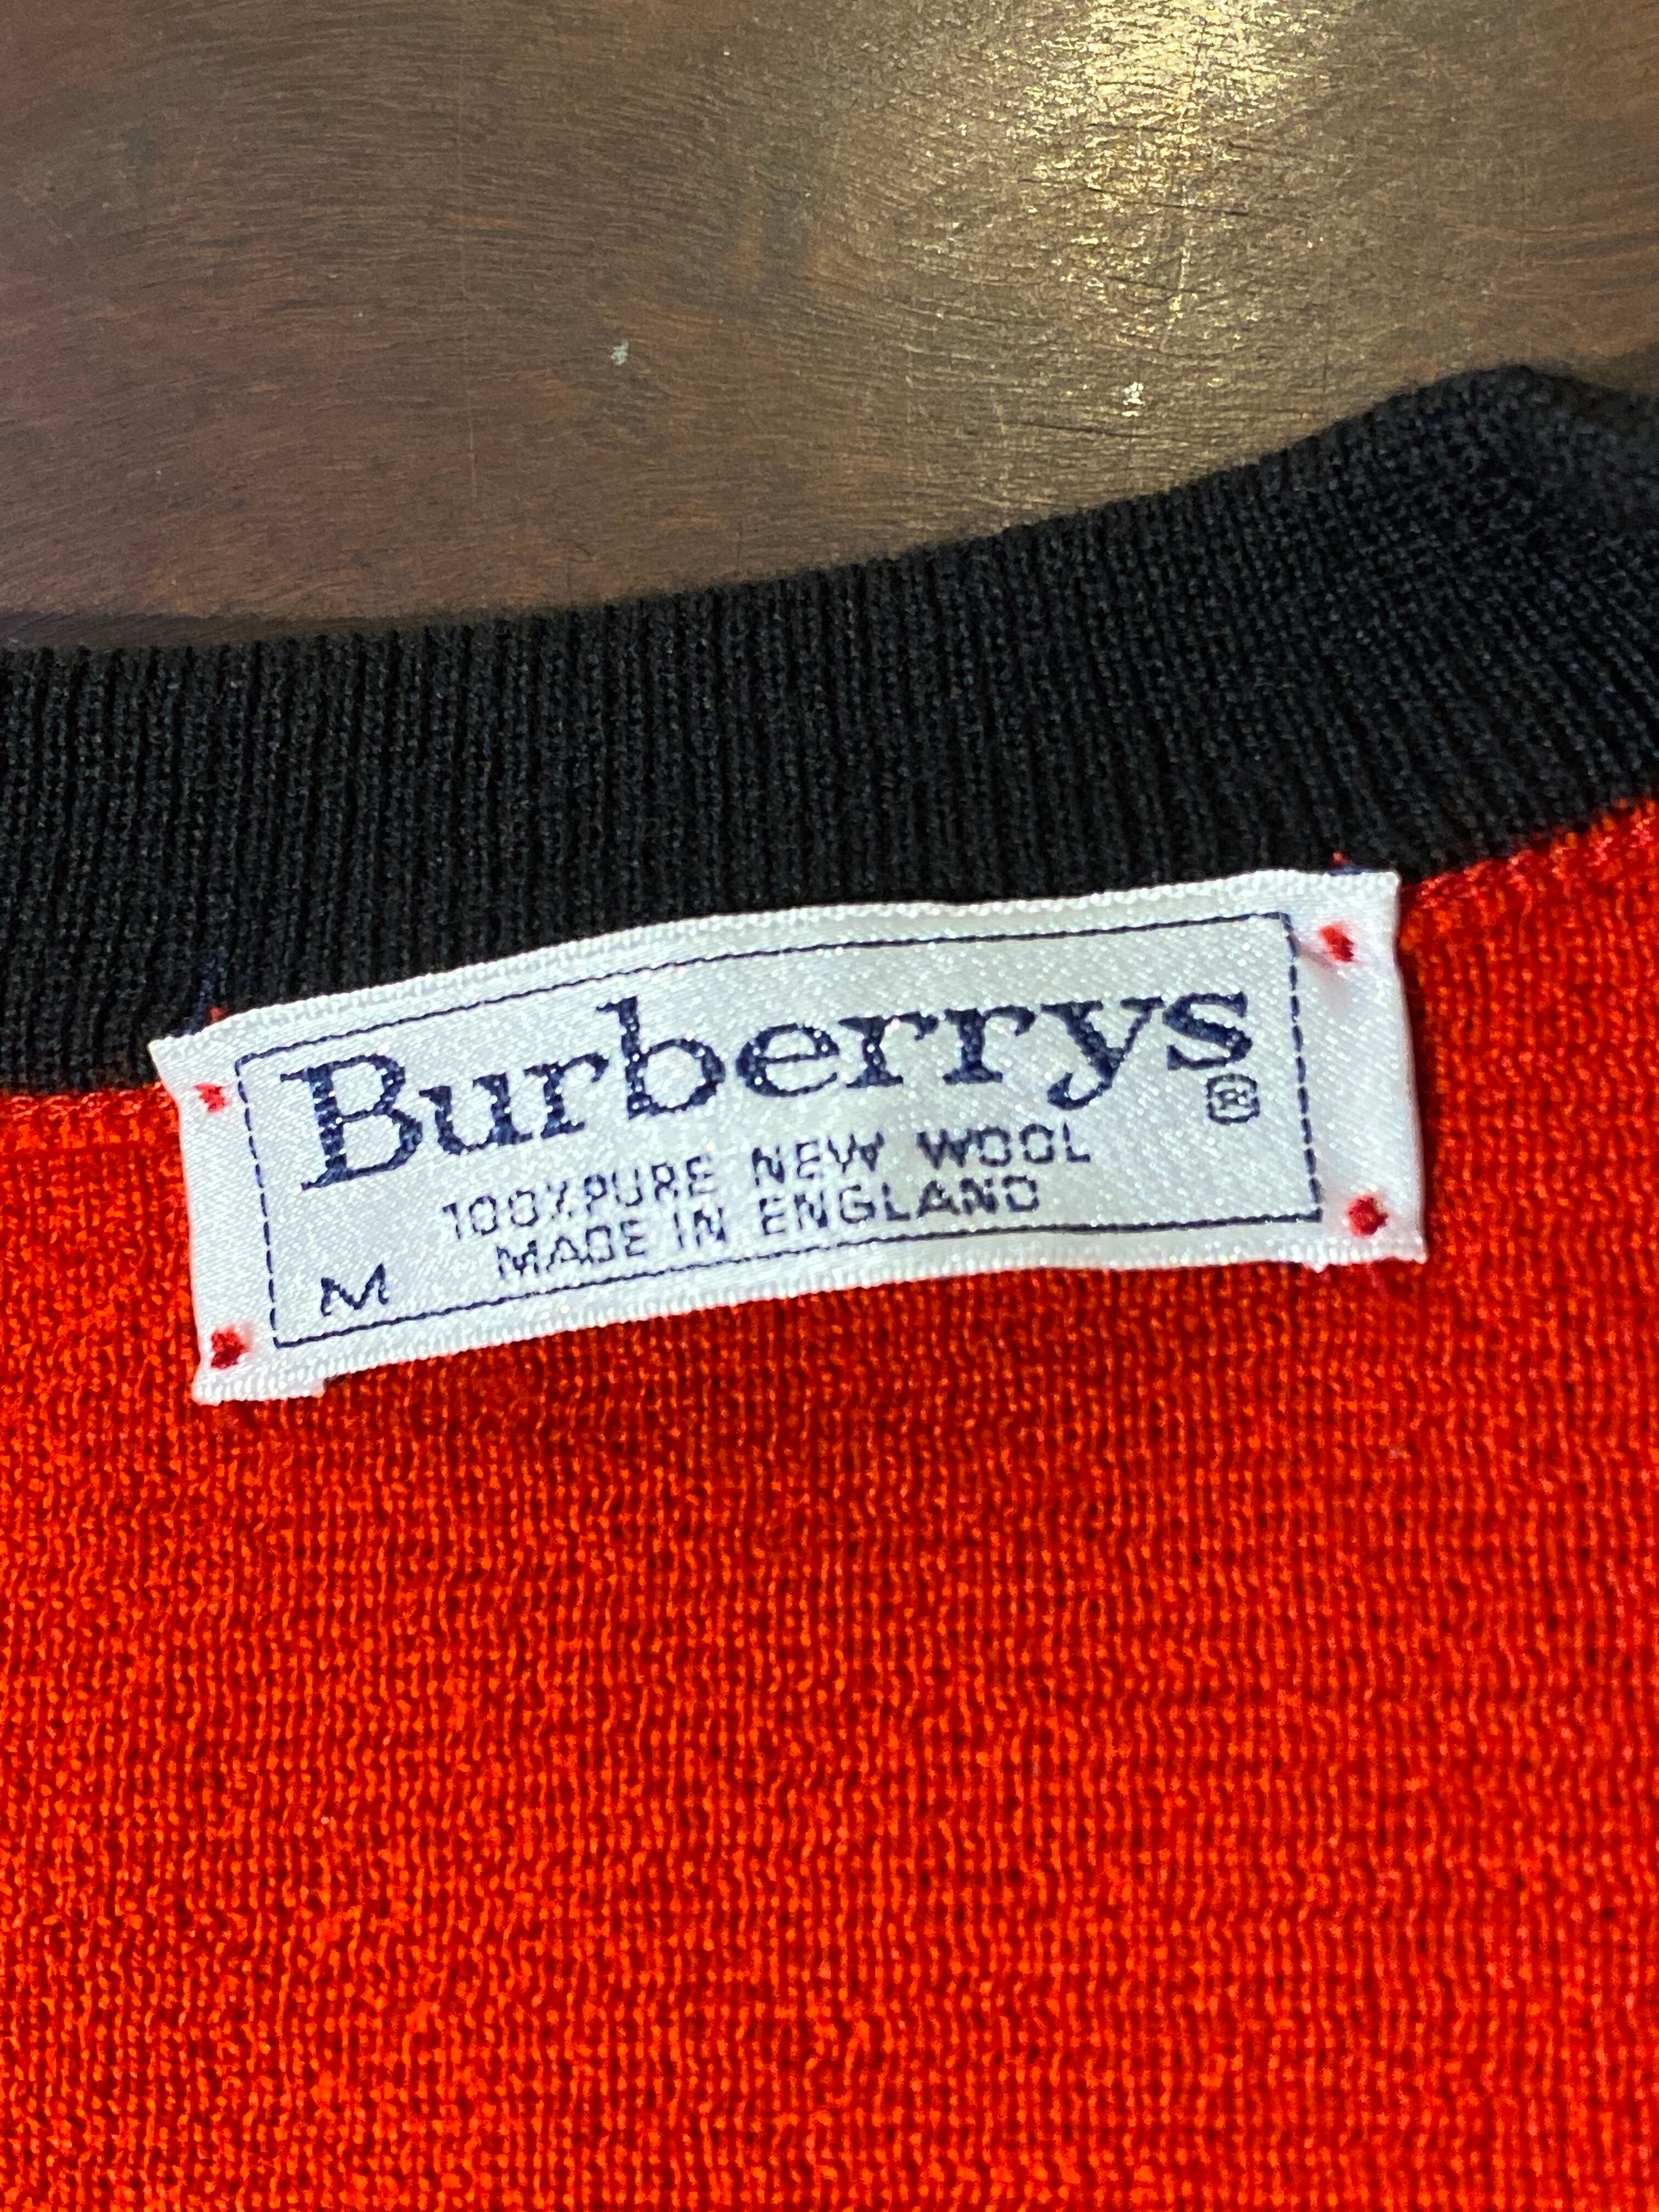 Burberrys
®
100%PURE NEW WOOL
MADE IN ENGLAND
M